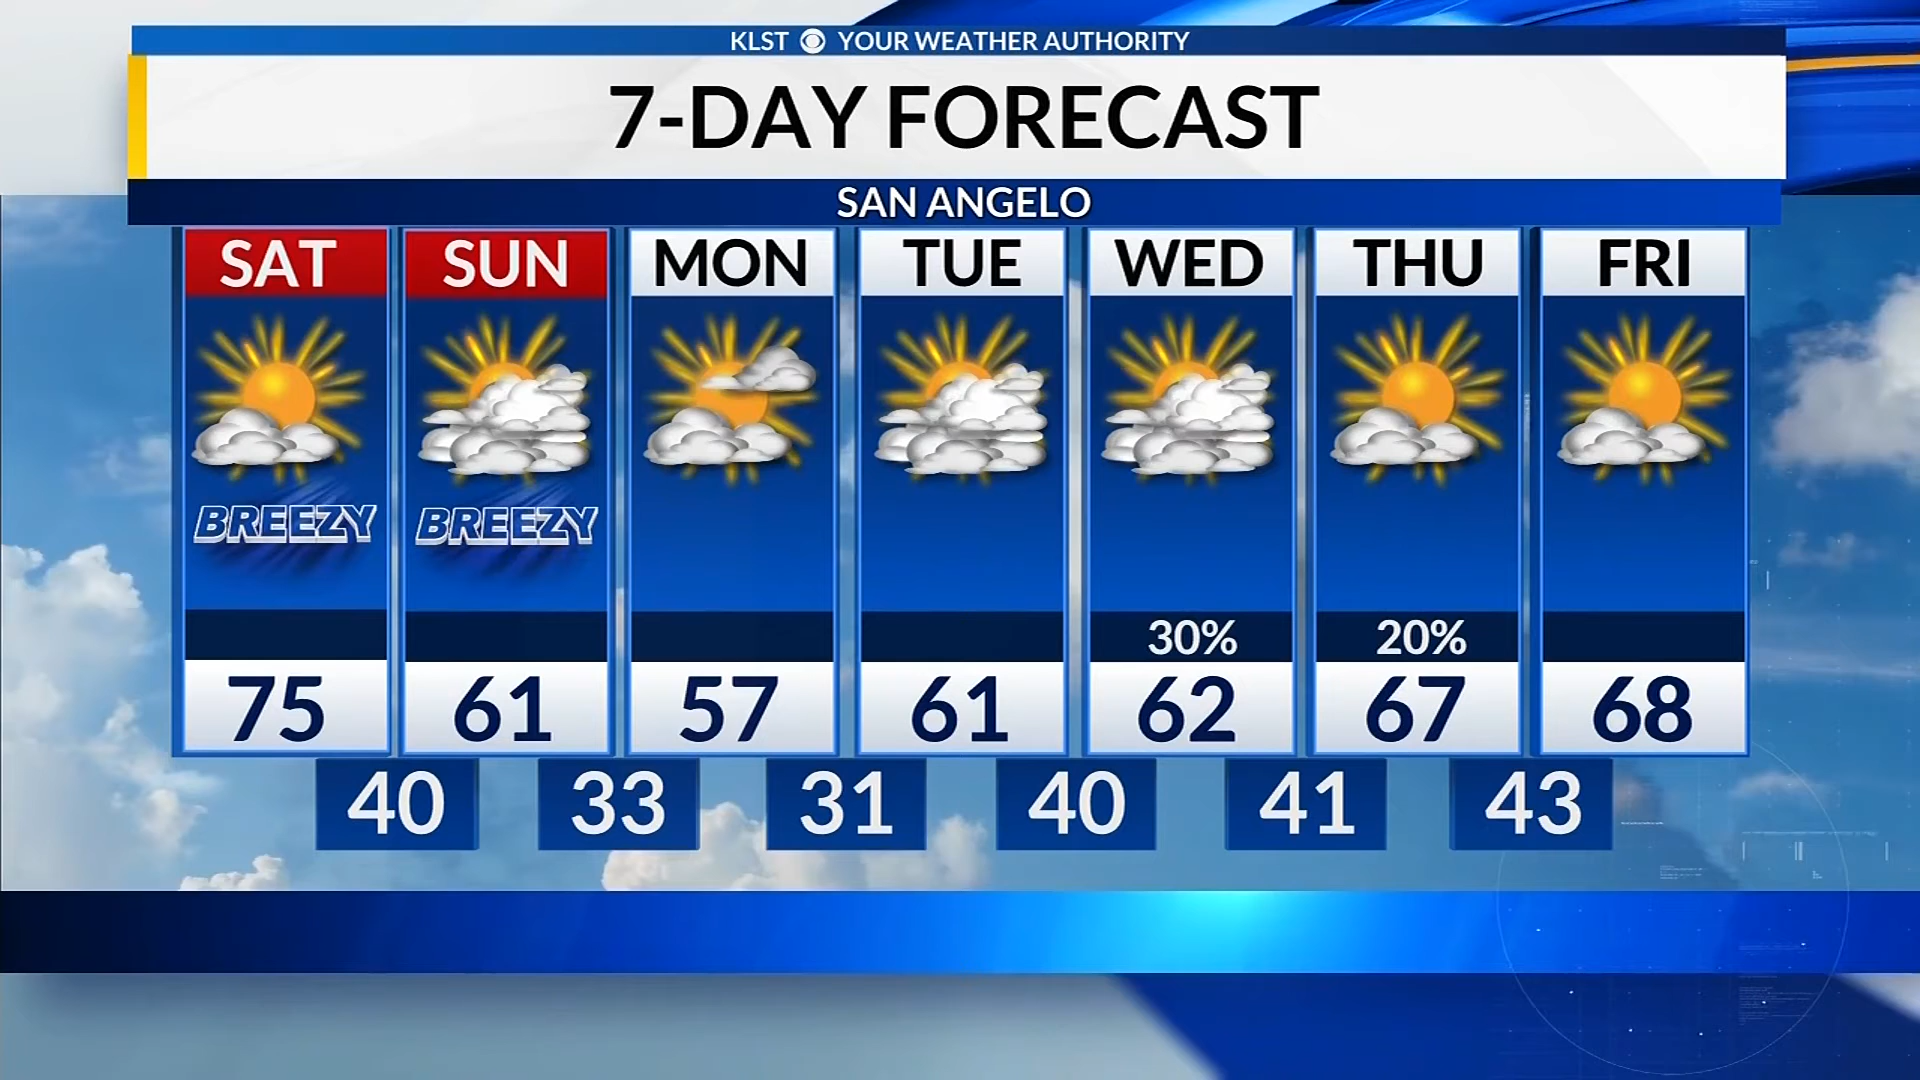 KLST YOUR WEATHER AUTHORITY
7-DAY FORECAST
SAN ANGELO
SAT SUN MON TUE WED THU FRI
BREEZY BREEZY
30% 20%
75 61 57 61 62 67 68
40 33 31 40 41 43